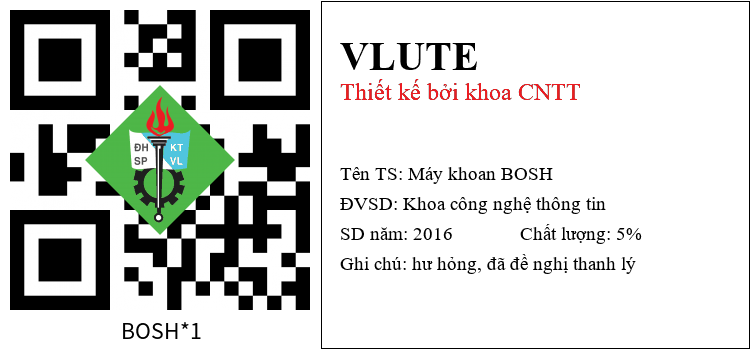 ĐH KT
SP VL
BOSH*1
VLUTE
Thiết kế bởi khoa CNTT
Tên TS: Máy khoan BOSH
ĐVSD: Khoa công nghệ thông tin
SD năm: 2016 Chất lượng: 5%
Ghi chú: hư hỏng, đã đề nghị thanh lý